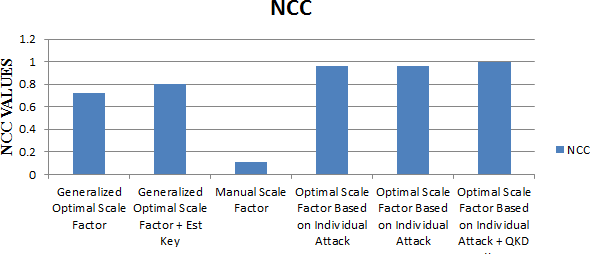 NCC
NCC VALUES
1.2
1
0.8
0.6
0.4
0.2
0
Generalized
Optimal Scale
Factor
Generalized
Optimal Scale
Factor + Est
Key
Manual Scale
Factor
Optimal Scale
Factor Based
on Individual
Attack
Optimal Scale
Factor Based
on Individual
Attack
Optimal Scale
Factor Based
on Individual
Attack + QKD
NCC